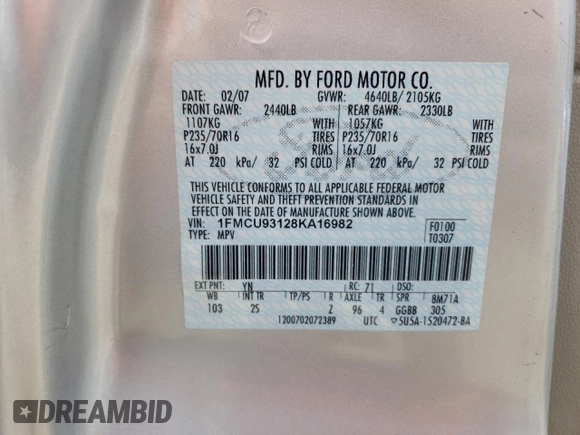 MFD. BY FORD MOTOR CO.
DATE: 02/07 GVWR: 4640LB/ 2105KG
FRONT GAWR: 2440LB REAR GAWR: 2330LB
1107KG WITH 1057KG WITH
P235/70R16 TIRES P235/70R16 TIRES
16x7.0J RIMS 16x7.0J RIMS
AT 220 kPa/ 32 PSI COLD AT 220 kPa/ 32 PSI COLD
THIS VEHICLE CONFORMS TO ALL APPLICABLE FEDERAL MOTOR
VEHICLE SAFETY AND THEFT PREVENTION STANDARDS IN
EFFECT ON THE DATE OF MANUFACTURE SHOWN ABOVE.
VIN: 1FMCU93128KA16982 F0100
TYPE: MPV T0307
EXT PNT: YN RC: 71 DSO:
WB INT TR TP/PS R AXLE TR SPR 8M71A
103 2S Z 96 4 GGBB 305
1200702072389 UTC 5U5A-1520472-BA
Ford
DREAMBID